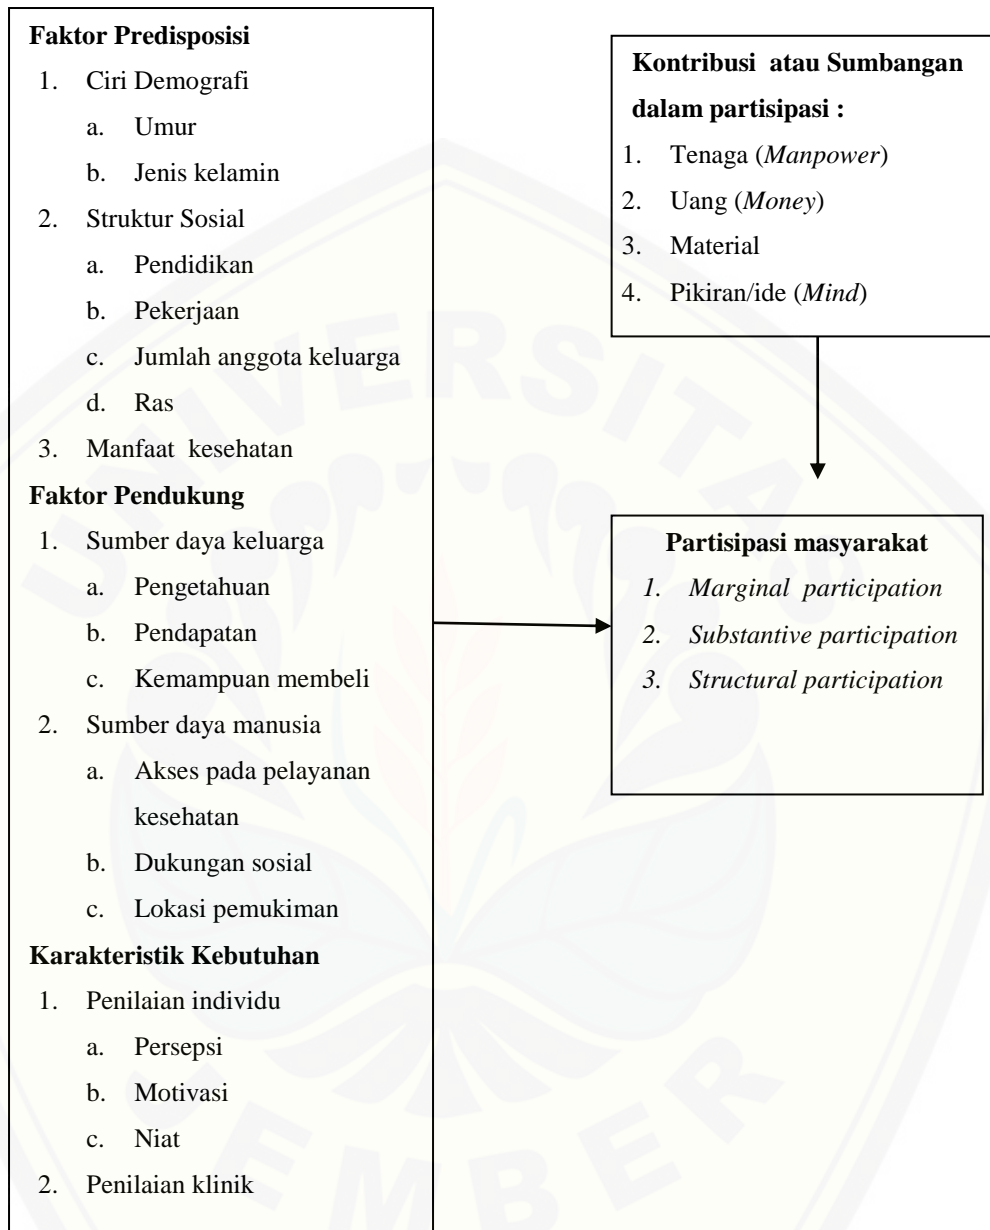 Faktor Predisposisi
1. Ciri Demografi
a. Umur
b. Jenis kelamin
2. Struktur Sosial
a. Pendidikan
b. Pekerjaan
c. Jumlah anggota keluarga
d. Ras
3. Manfaat kesehatan
Faktor Pendukung
1. Sumber daya keluarga
a. Pengetahuan
b. Pendapatan
c. Kemampuan membeli
2. Sumber daya manusia
a. Akses pada pelayanan
kesehatan
b. Dukungan sosial
c. Lokasi pemukiman
Karakteristik Kebutuhan
1. Penilaian individu
a. Persepsi
b. Motivasi
c. Niat
2. Penilaian klinik
Kontribusi atau Sumbangan
dalam partisipasi :
1. Tenaga (Manpower)
2. Uang (Money)
3. Material
4. Pikiran/ide (Mind)
Partisipasi masyarakat
1. Marginal participation
2. Substantive participation
3. Structural participation
UNIVERSITAS
JEMBER